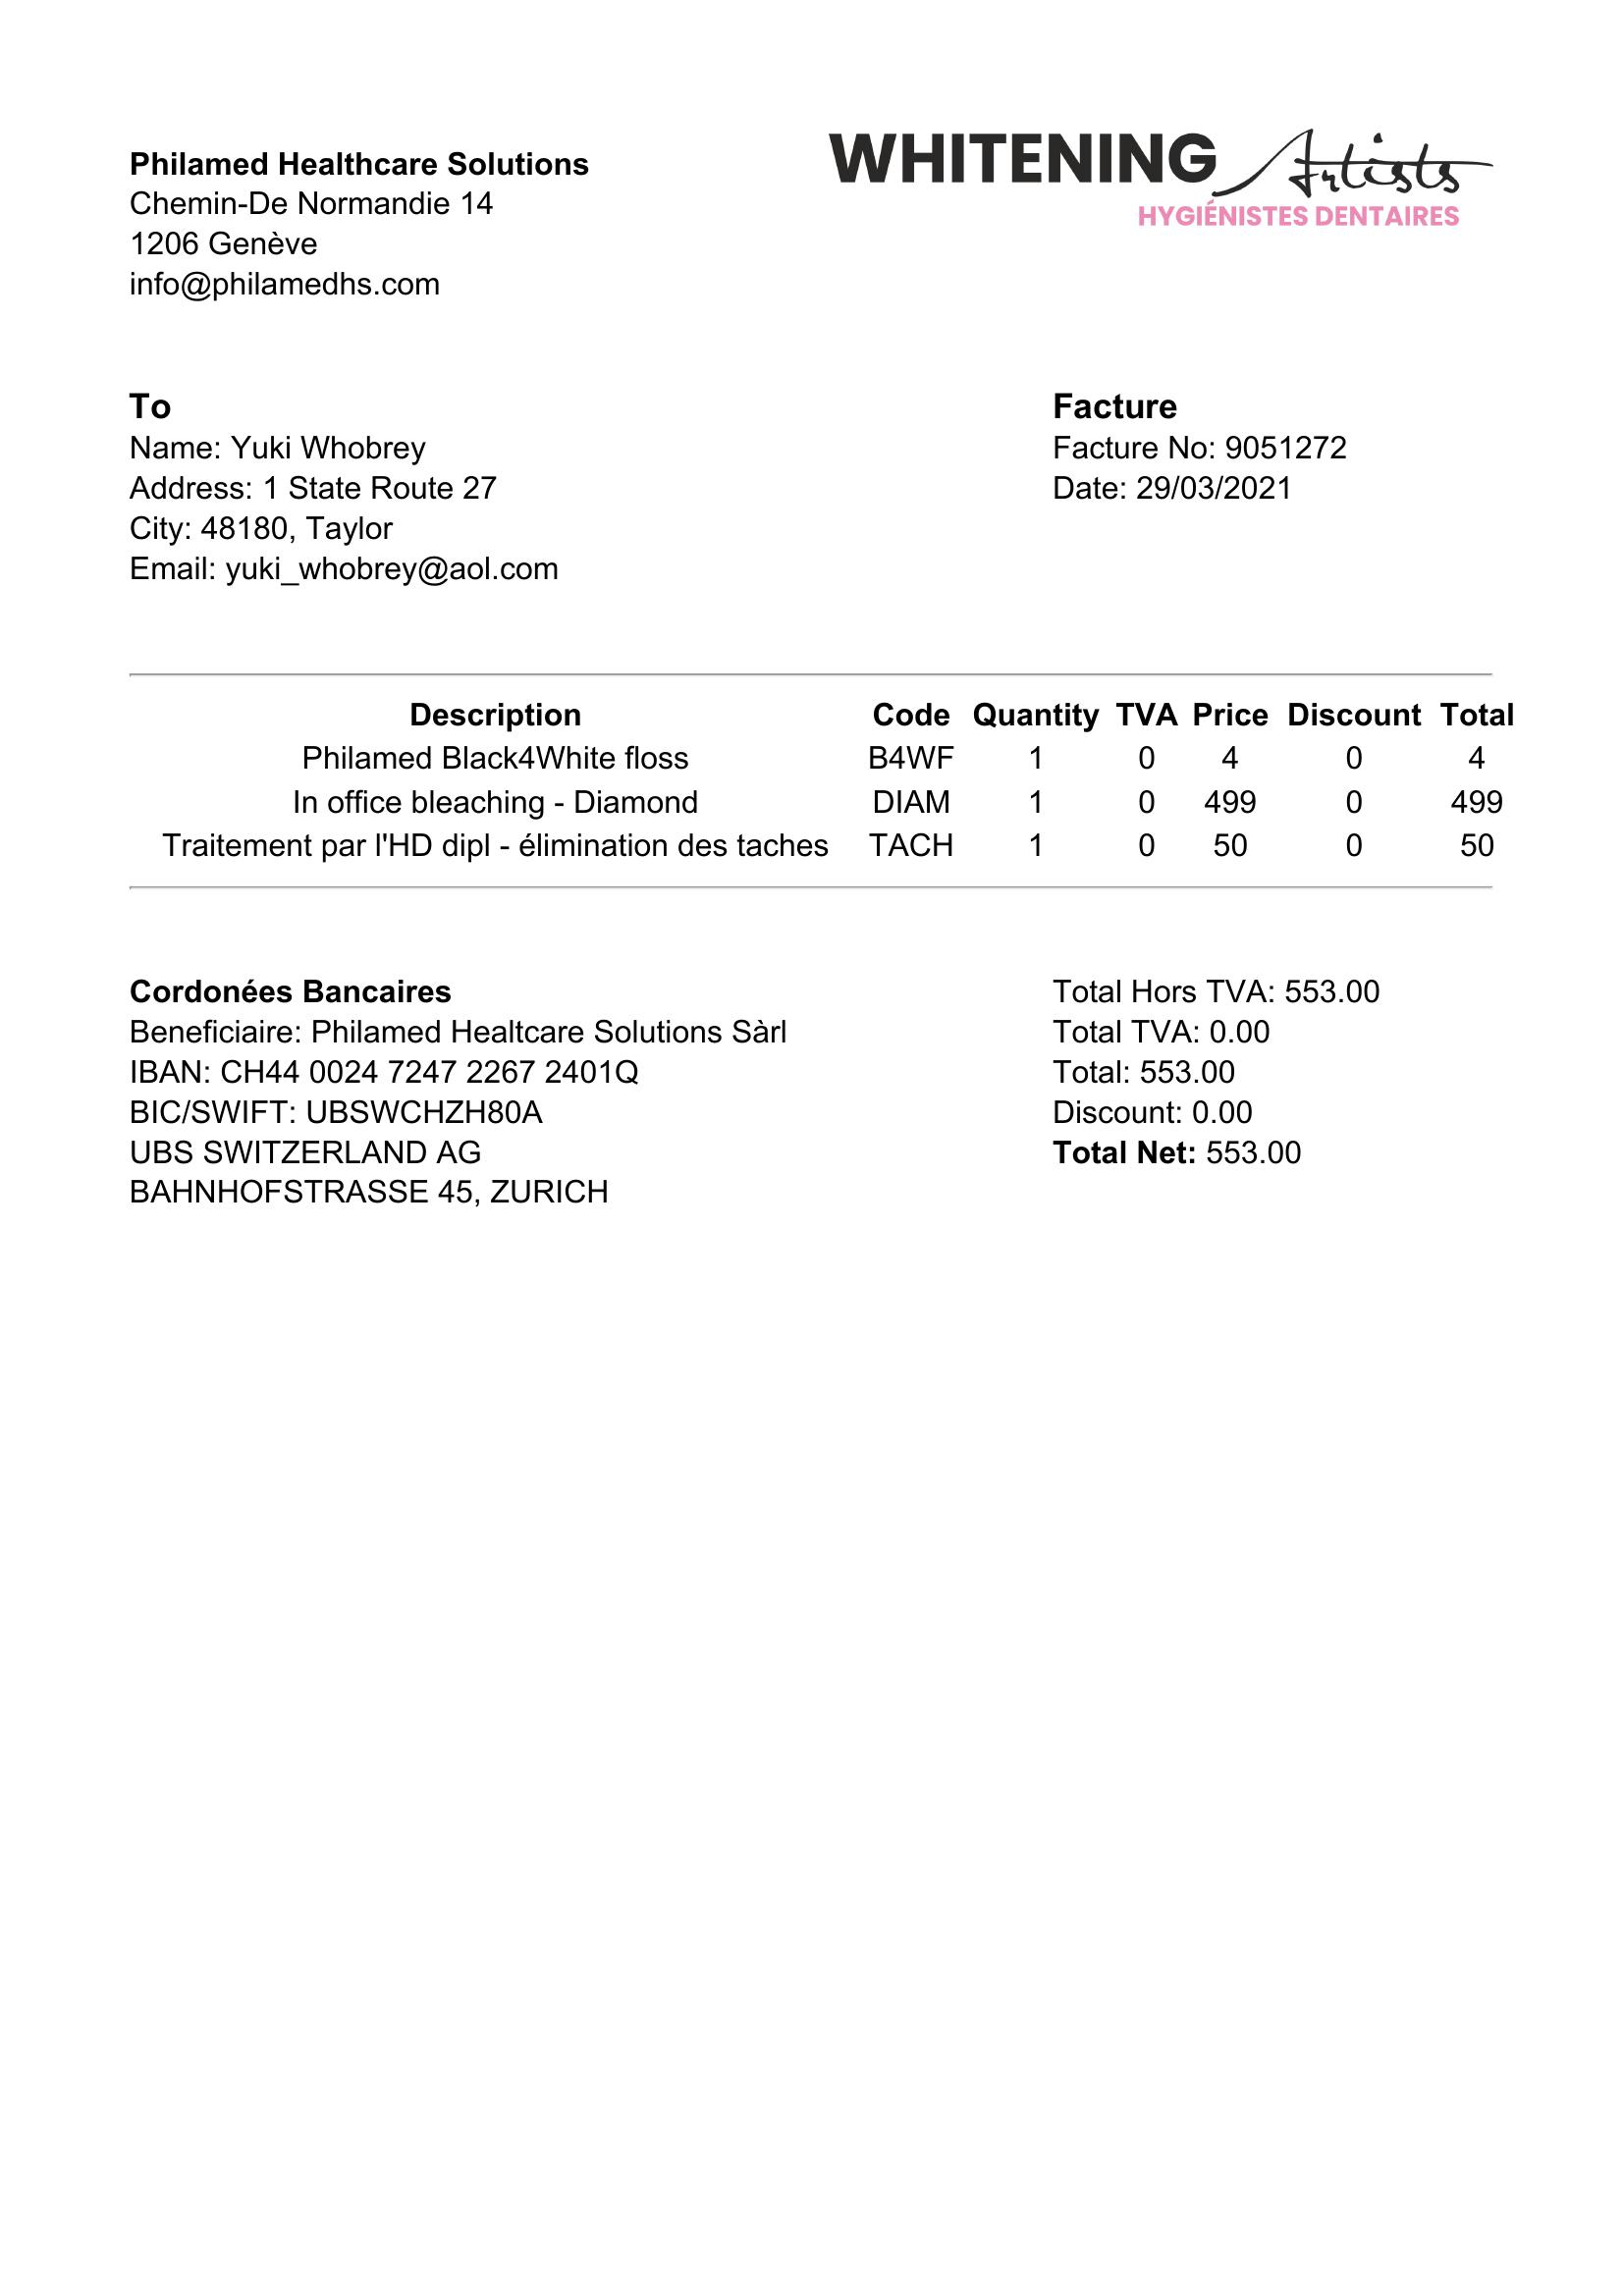 Philamed Healthcare Solutions
Chemin-De Normandie 14
1206 Genève
info@philamedhs.com
WHITENING Artists
HYGIÉNISTES DENTAIRES
To
Name: Yuki Whobrey
Address: 1 State Route 27
City: 48180, Taylor
Email: yuki_whobrey@aol.com
Facture
Facture No: 9051272
Date: 29/03/2021
Description Code Quantity TVA Price Discount Total
Philamed Black4White floss B4WF 1 0 4 0 4
In office bleaching - Diamond DIAM 1 0 499 0 499
Traitement par l'HD dipl - élimination des taches TACH 1 0 50 0 50
Cordonées Bancaires
Beneficiaire: Philamed Healtcare Solutions Sàrl
IBAN: CH44 0024 7247 2267 2401Q
BIC/SWIFT: UBSWCHZH80A
UBS SWITZERLAND AG
BAHNHOFSTRASSE 45, ZURICH
Total Hors TVA: 553.00
Total TVA: 0.00
Total: 553.00
Discount: 0.00
Total Net: 553.00